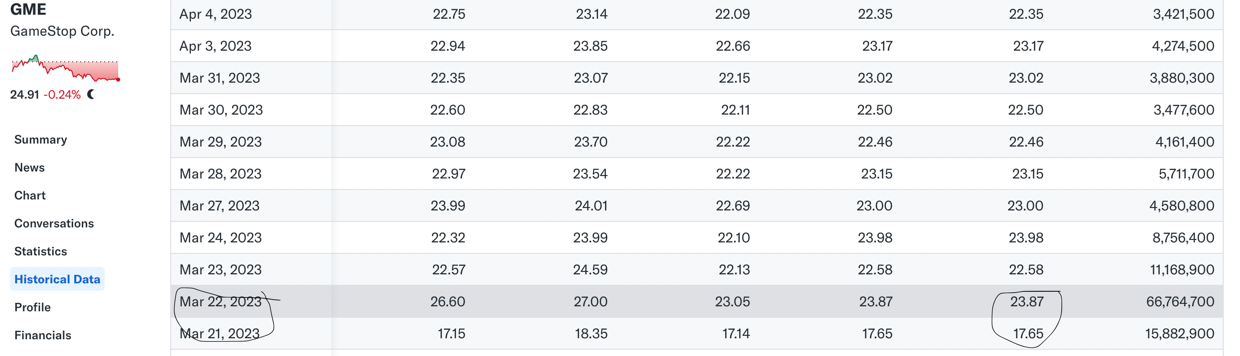 GME
GameStop Corp.
24.91 -0.24%
Summary
News
Chart
Conversations
Statistics
Historical Data
Profile
Financials
Apr 4, 2023 22.75 23.14 22.09 22.35 22.35 3,421,500
Apr 3, 2023 22.94 23.85 22.66 23.17 23.17 4,274,500
Mar 31, 2023 22.35 23.07 22.15 23.02 23.02 3,880,300
Mar 30, 2023 22.60 22.83 22.11 22.50 22.50 3,477,600
Mar 29, 2023 23.08 23.70 22.22 22.46 22.46 4,161,400
Mar 28, 2023 22.97 23.54 22.22 23.15 23.15 5,711,700
Mar 27, 2023 23.99 24.01 22.69 23.00 23.00 4,580,800
Mar 24, 2023 22.32 23.99 22.10 23.98 23.98 8,756,400
Mar 23, 2023 22.57 24.59 22.13 22.58 22.58 11,168,900
Mar 22, 2023 26.60 27.00 23.05 23.87 23.87 66,764,700
Mar 21, 2023 17.15 18.35 17.14 17.65 17.65 15,882,900